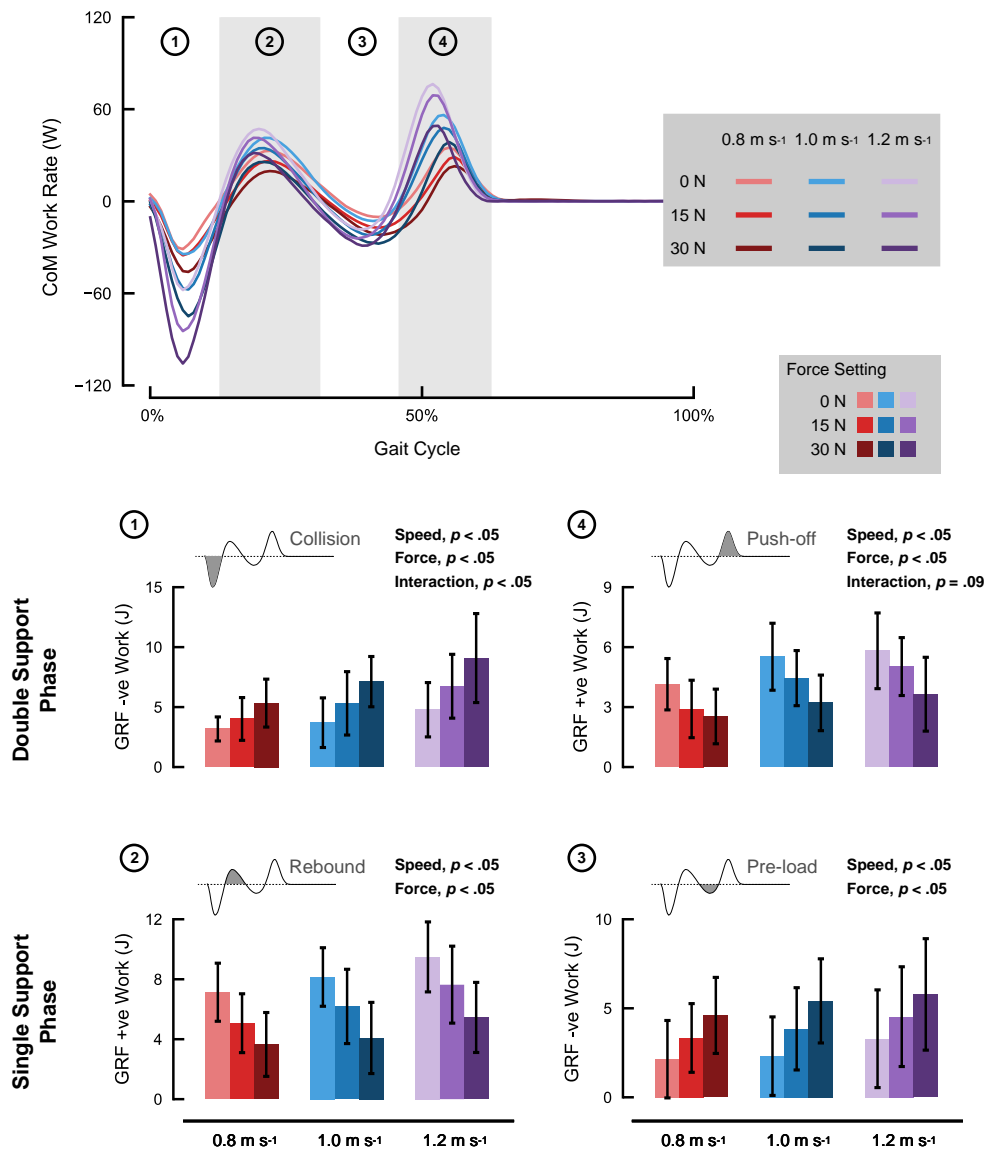 120
60
0
−60
−120
CoM Work Rate (W)
1
2
3
4
0%
50%
100%
Gait Cycle
0.8 m s-1 1.0 m s-1 1.2 m s-1
0 N
15 N
30 N
Force Setting
0 N
15 N
30 N
Double Support
Phase
1
Collision
Speed, p < .05
Force, p < .05
Interaction, p < .05
15
10
5
0
GRF -ve Work (J)
4
Push-off
Speed, p < .05
Force, p < .05
Interaction, p = .09
9
6
3
0
GRF +ve Work (J)
Single Support
Phase
2
Rebound
Speed, p < .05
Force, p < .05
12
8
4
0
GRF +ve Work (J)
0.8 m s-1 1.0 m s-1 1.2 m s-1
3
Pre-load
Speed, p < .05
Force, p < .05
10
5
0
GRF -ve Work (J)
0.8 m s-1 1.0 m s-1 1.2 m s-1